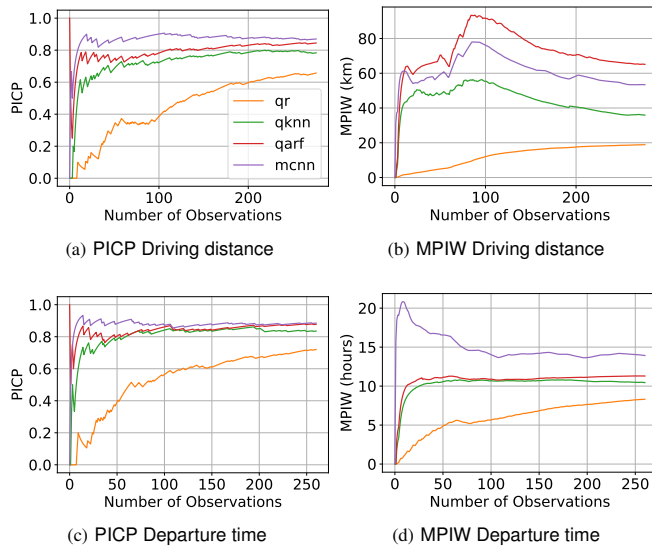 1.0
0.8
0.6
0.4
0.2
0.0
PICP
qr
qknn
qarf
mcnn
0 100 200
Number of Observations
(a) PICP Driving distance
80
60
40
20
0
MPIW (km)
0 100 200
Number of Observations
(b) MPIW Driving distance
1.0
0.8
0.6
0.4
0.2
0.0
PICP
0 50 100 150 200 250
Number of Observations
(c) PICP Departure time
20
15
10
5
0
MPIW (hours)
0 50 100 150 200 250
Number of Observations
(d) MPIW Departure time